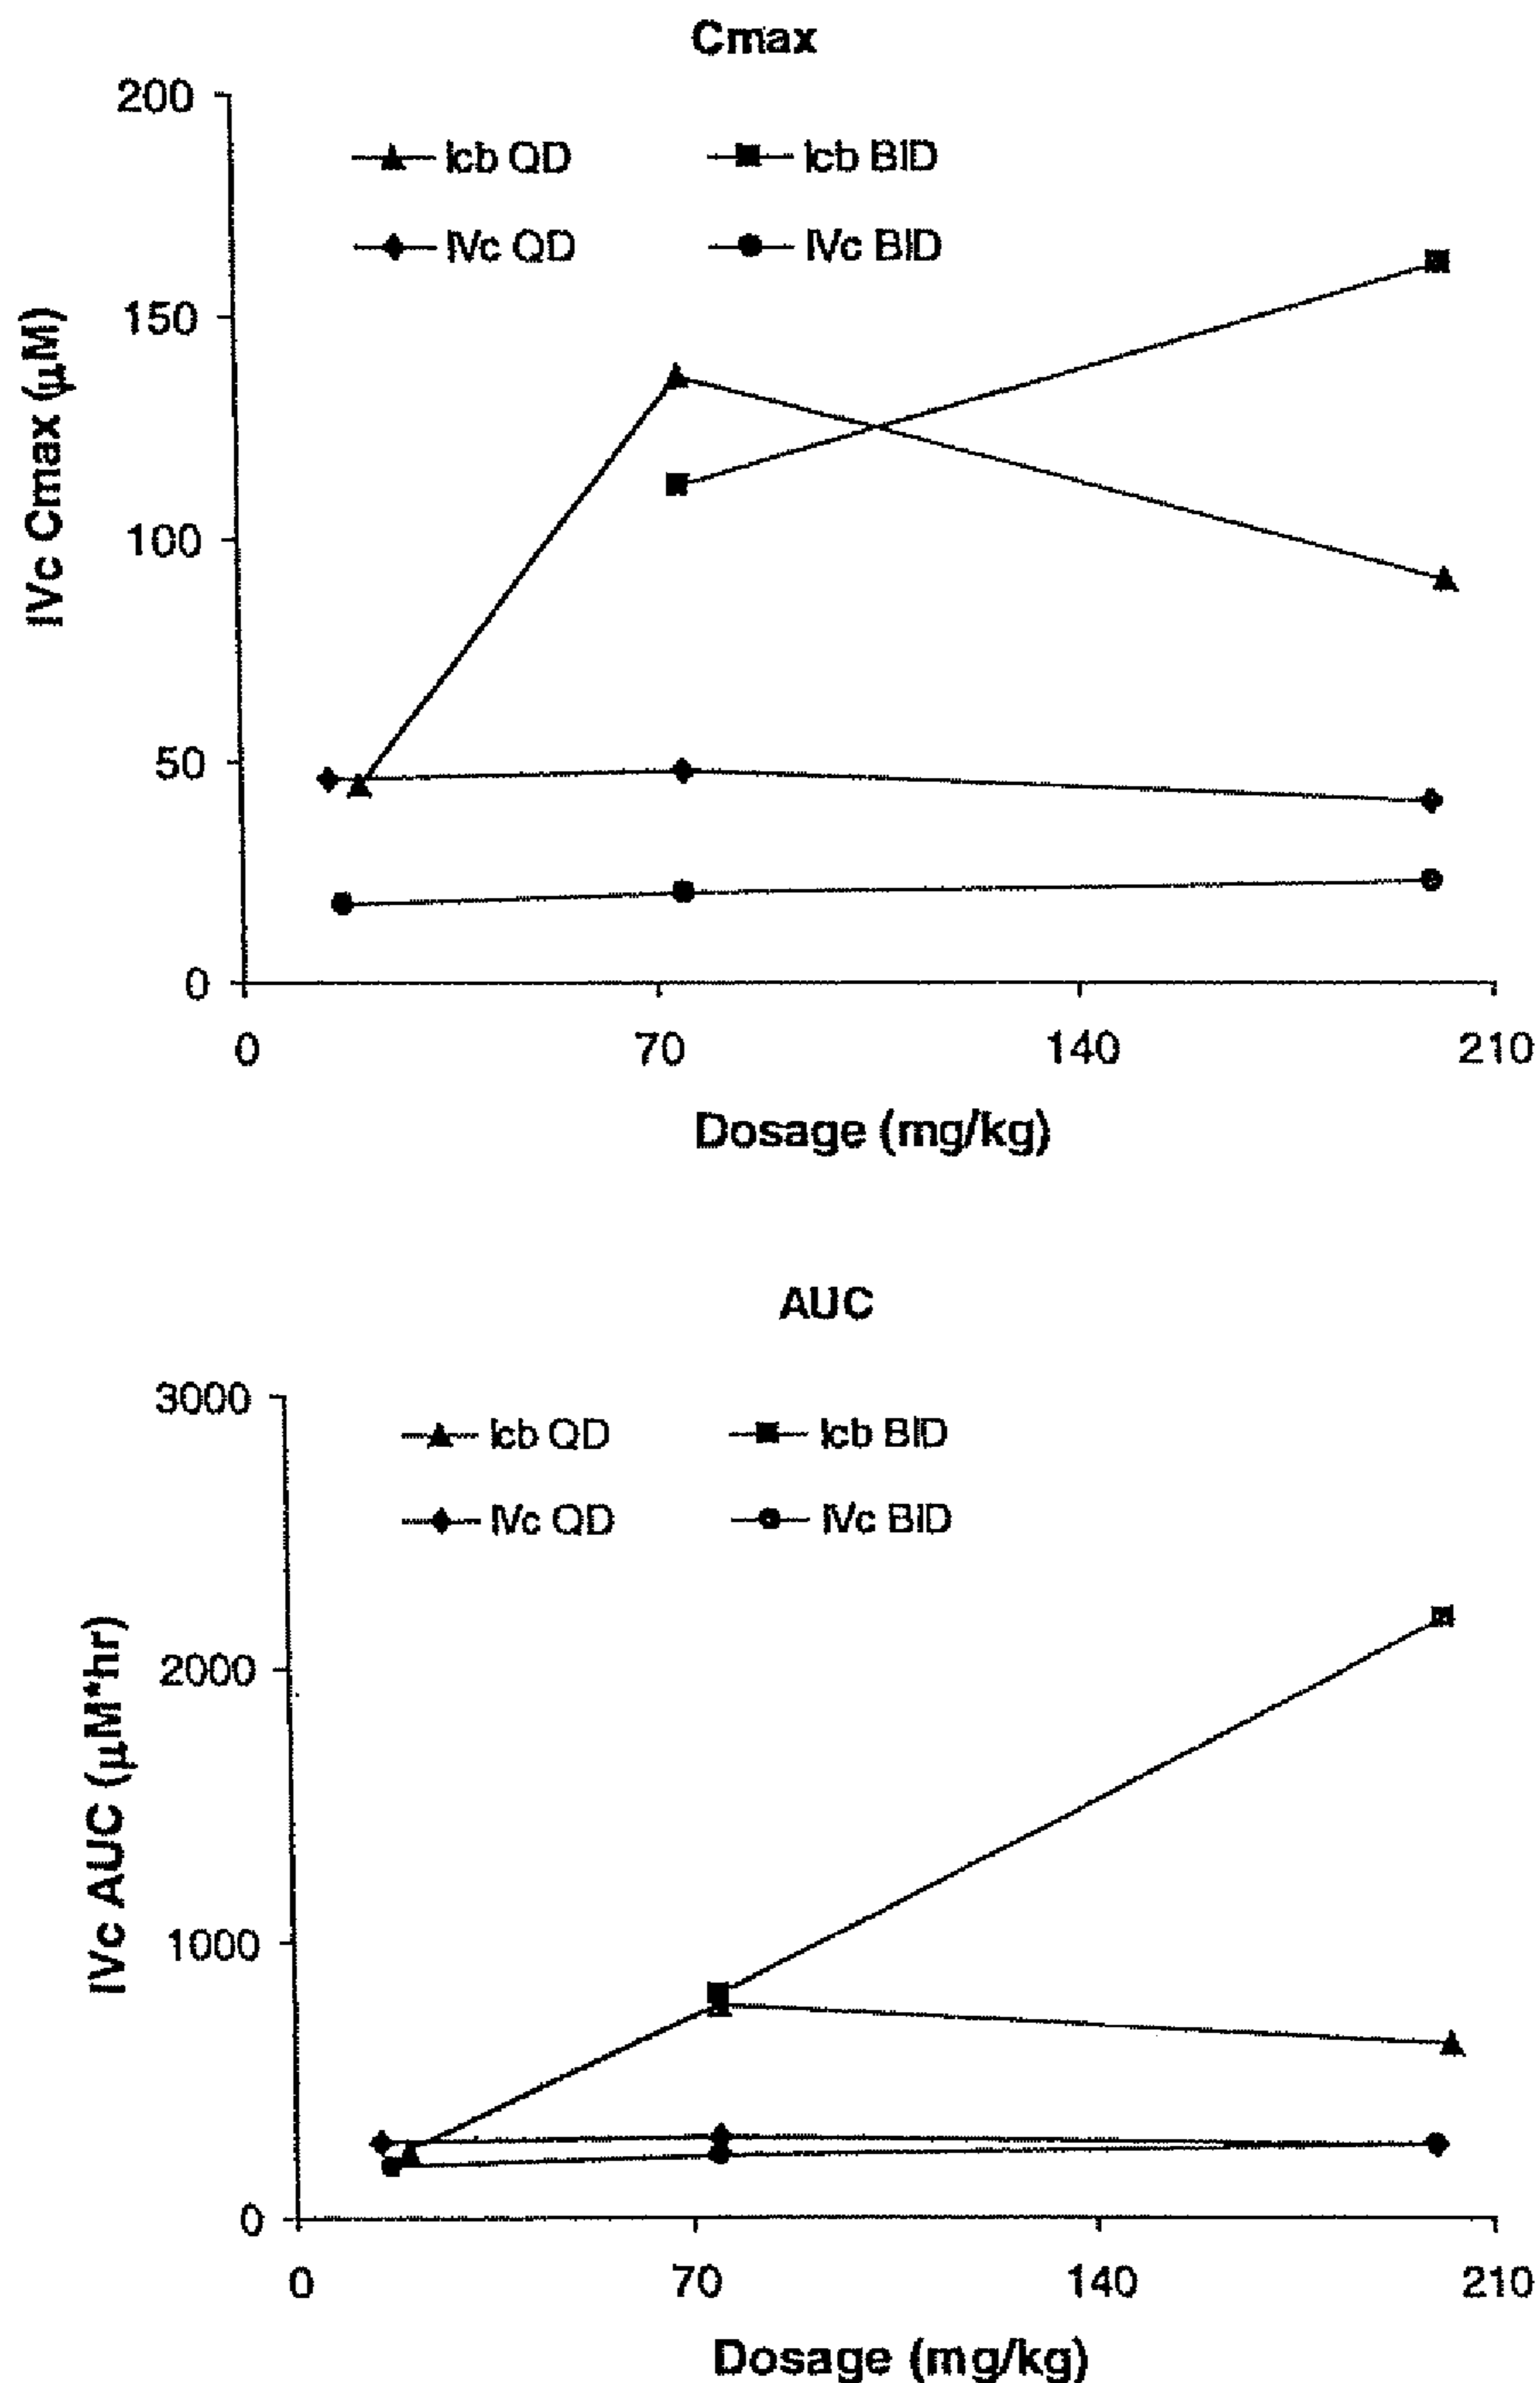 Cmax
200
Icb QD
Icb BID
IVc QD
IVc BID
150
100
50
0
IVc Cmax (µM)
0 70 140 210
Dosage (mg/kg)
AUC
3000
Icb QD
Icb BID
IVc QD
IVc BID
2000
1000
0
IVc AUC (µM*hr)
0 70 140 210
Dosage (mg/kg)